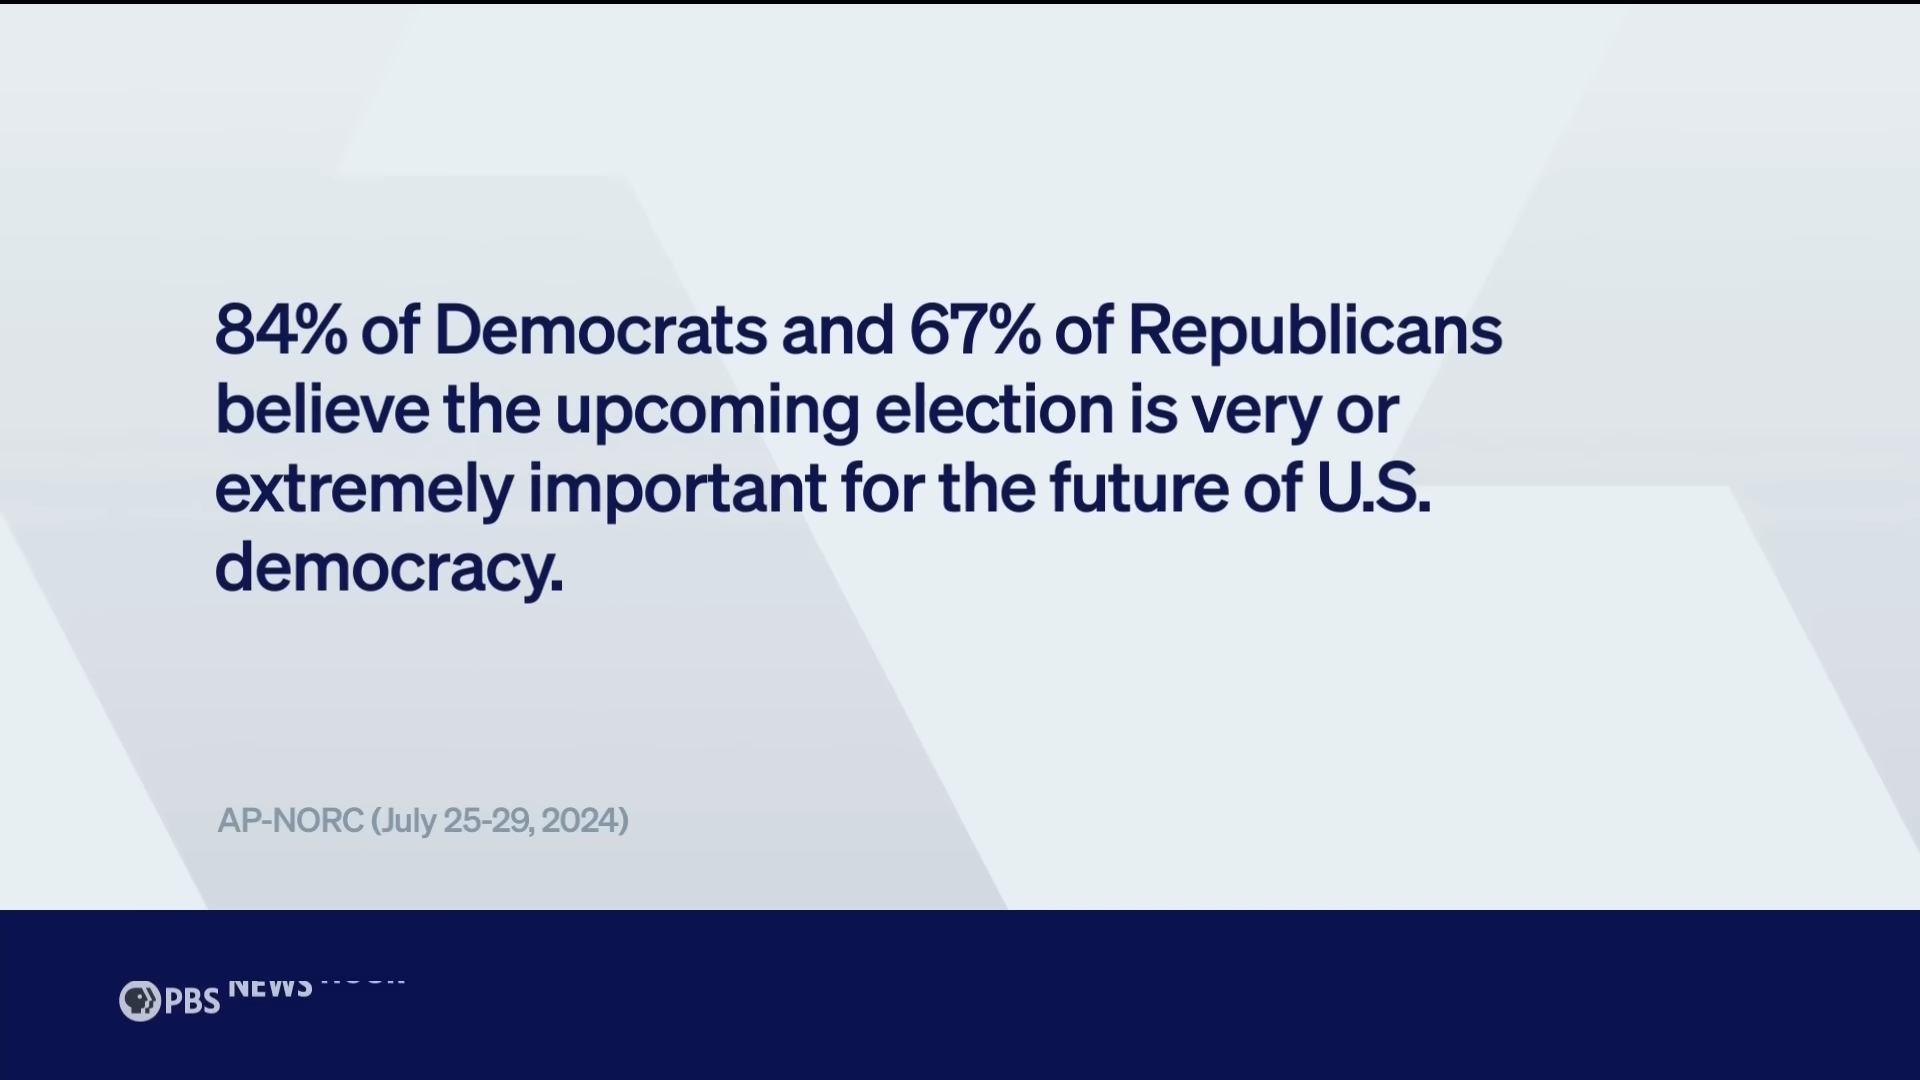 84% of Democrats and 67% of Republicans
believe the upcoming election is very or
extremely important for the future of U.S.
democracy.
AP-NORC (July 25-29, 2024)
PBS NEWS